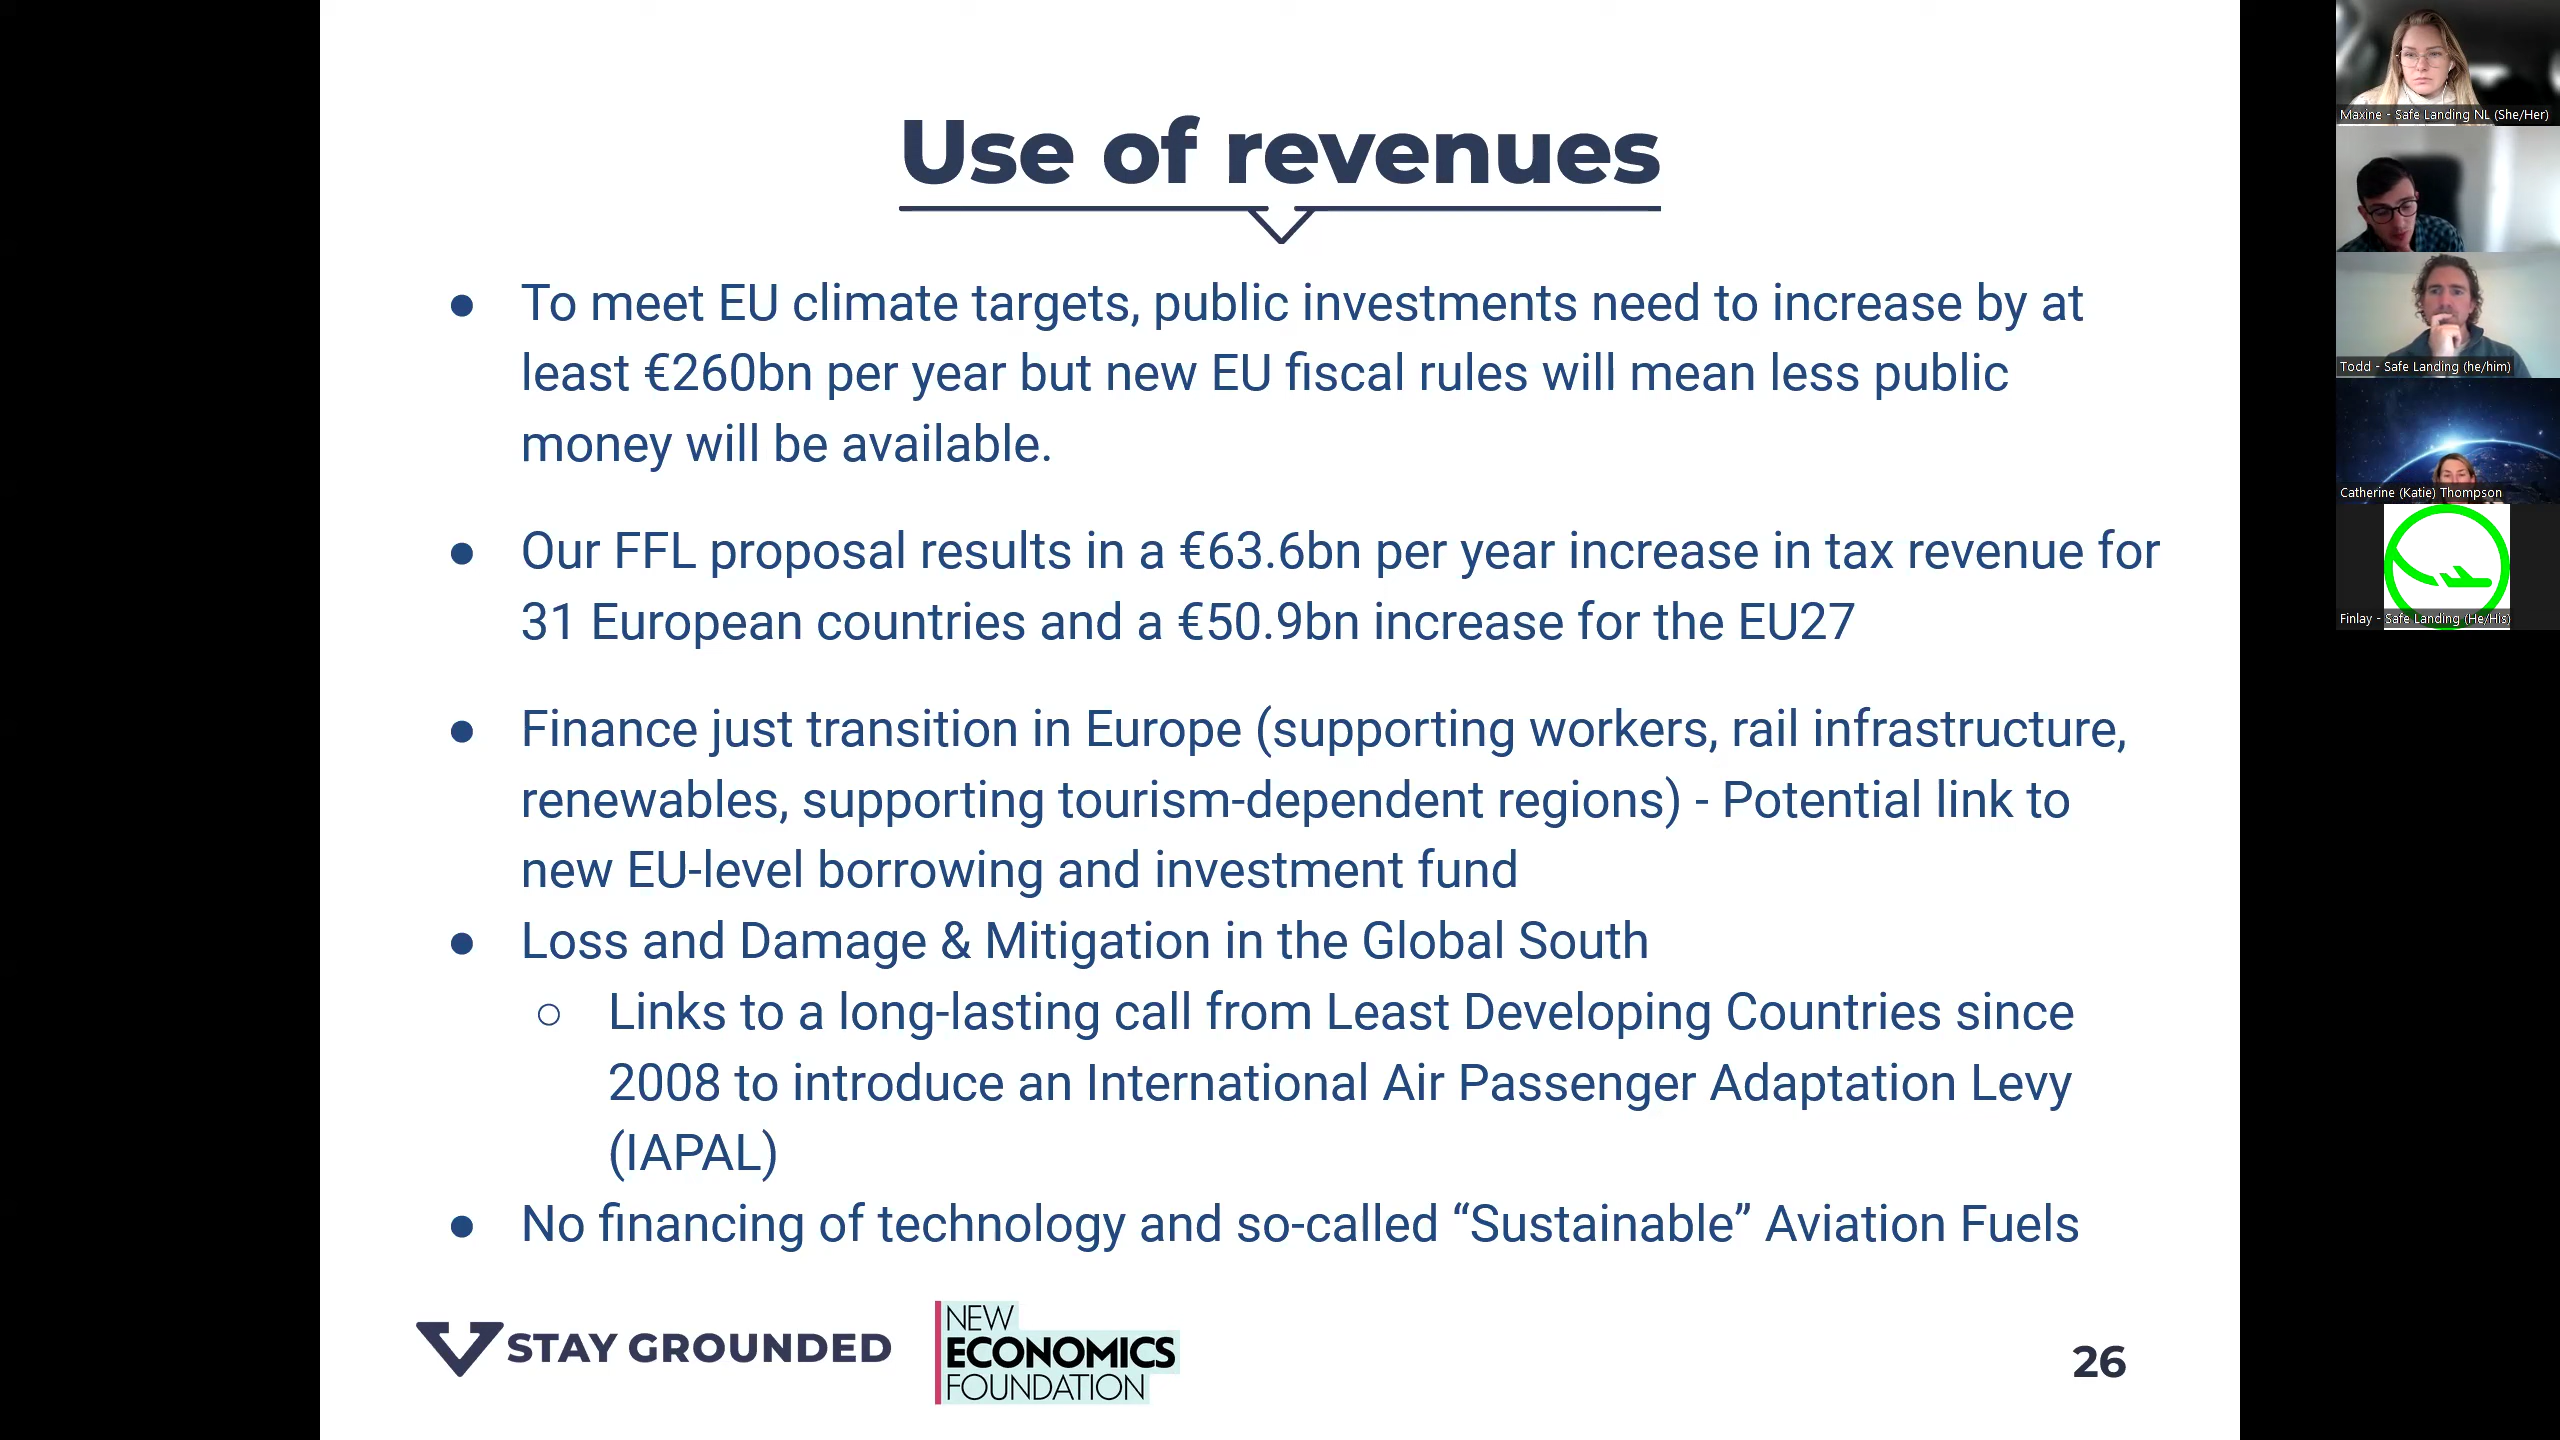 Use of revenues
● To meet EU climate targets, public investments need to increase by at
least €260bn per year but new EU fiscal rules will mean less public
money will be available.
● Our FFL proposal results in a €63.6bn per year increase in tax revenue for
31 European countries and a €50.9bn increase for the EU27
● Finance just transition in Europe (supporting workers, rail infrastructure,
renewables, supporting tourism-dependent regions) - Potential link to
new EU-level borrowing and investment fund
● Loss and Damage & Mitigation in the Global South
○ Links to a long-lasting call from Least Developing Countries since
2008 to introduce an International Air Passenger Adaptation Levy
(IAPAL)
● No financing of technology and so-called “Sustainable” Aviation Fuels
STAY GROUNDED
NEW
ECONOMICS
FOUNDATION
26
Maxine - Safe Landing NL (She/Her)
Todd - Safe Landing (he/him)
Catherine (Katie) Thompson
Finlay - Safe Landing (He/His)